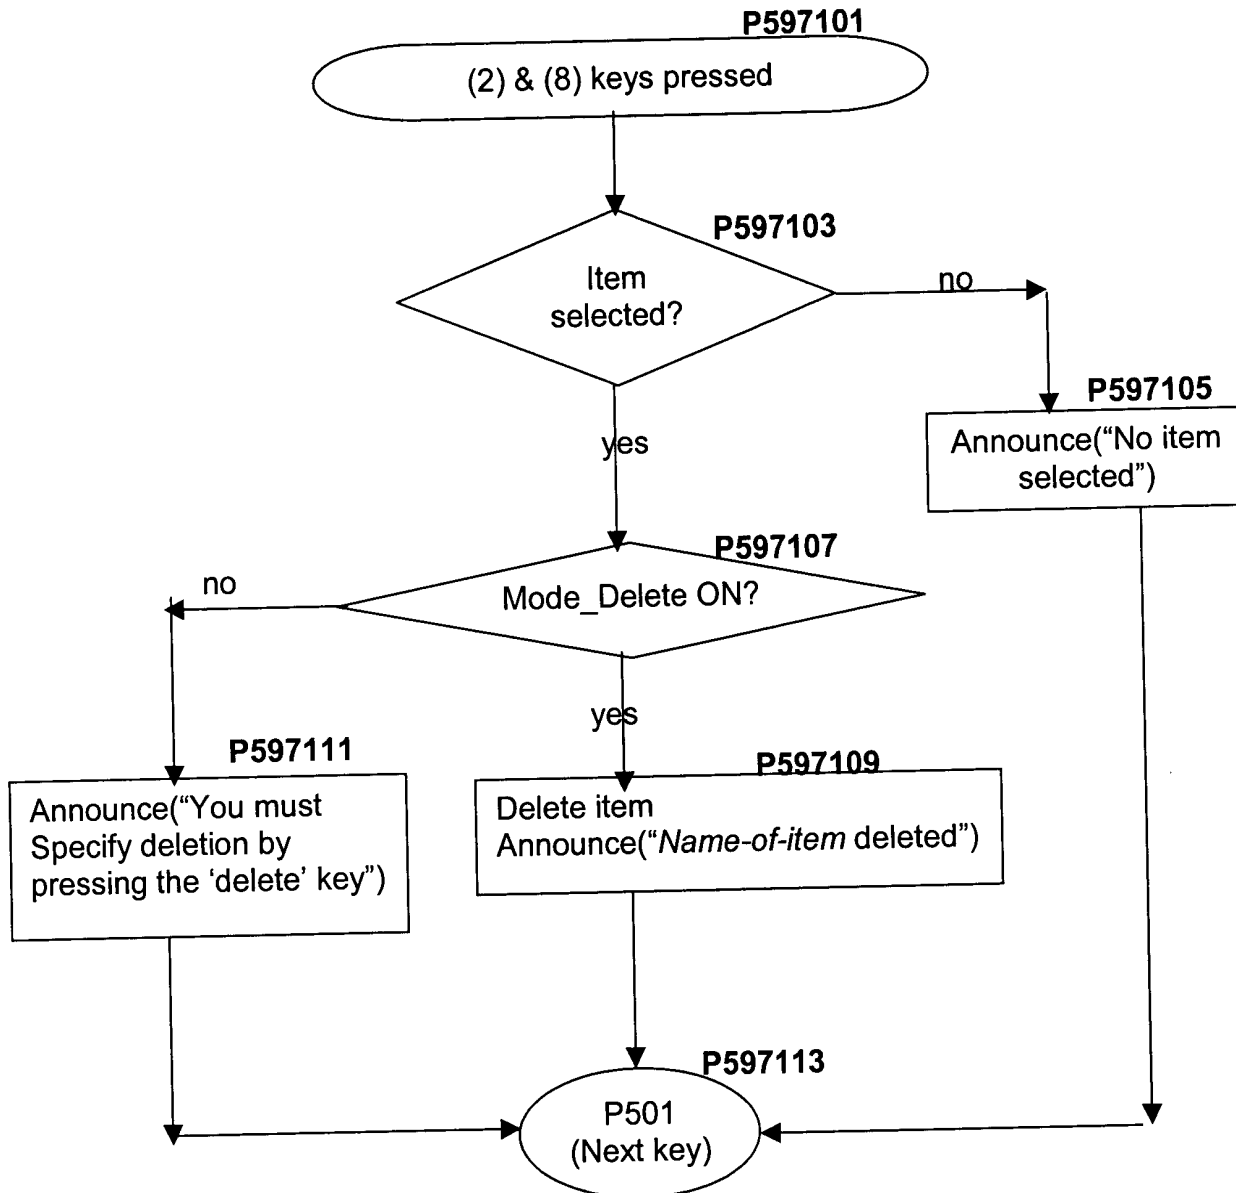 P597101
(2) & (8) keys pressed
P597103
Item
selected?
no
P597105
Announce(“No item
selected”)
yes
P597107
Mode_Delete ON?
no
yes
P597111
Announce(“You must
Specify deletion by
pressing the ‘delete’ key”)
P597109
Delete item
Announce(“Name-of-item deleted”)
P597113
P501
(Next key)